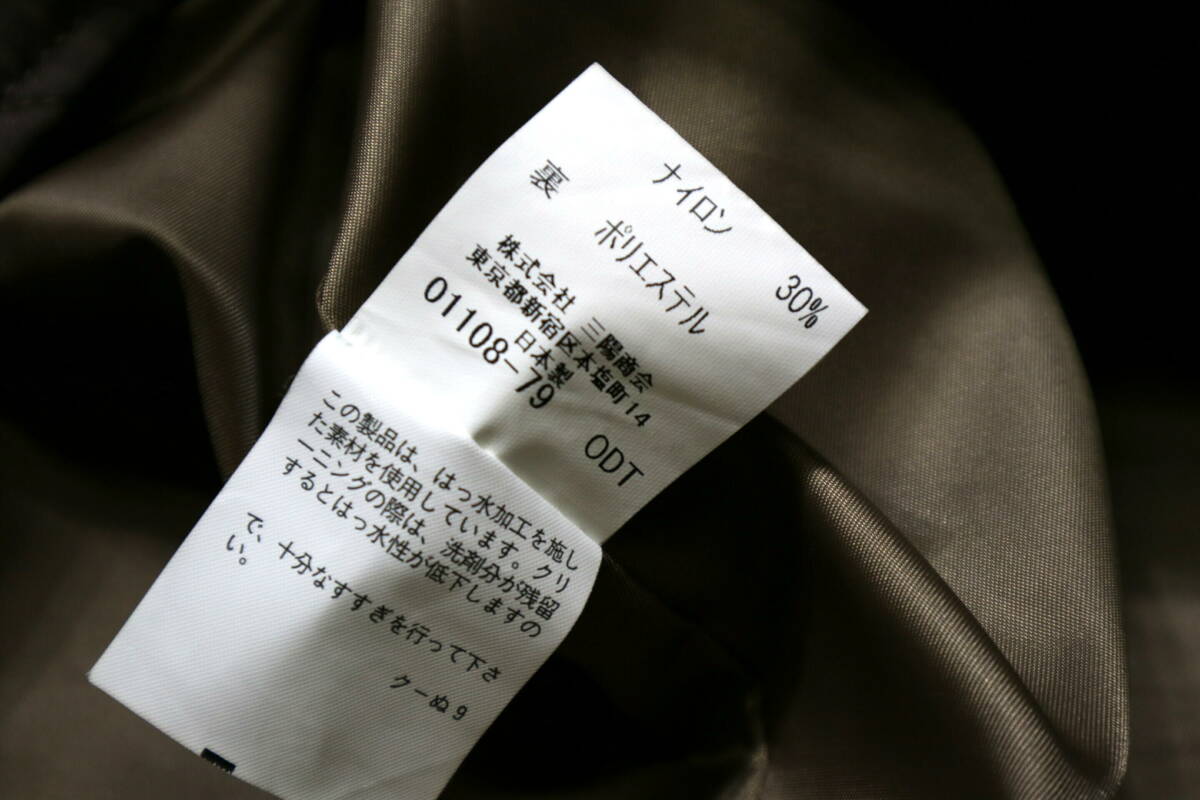 ナイロン 30%
裏 ポリエステル
株式会社 三陽商会
東京都新宿区本塩町14
日本製
01108-79 ODT
この製品は、はっ水加工を施し
た素材を使用しています。クリ
ーニングの際は、洗剤分が残留
するとはっ水性が低下しますの
で、十分なすすぎを行って下さ
い。
クーぬ9